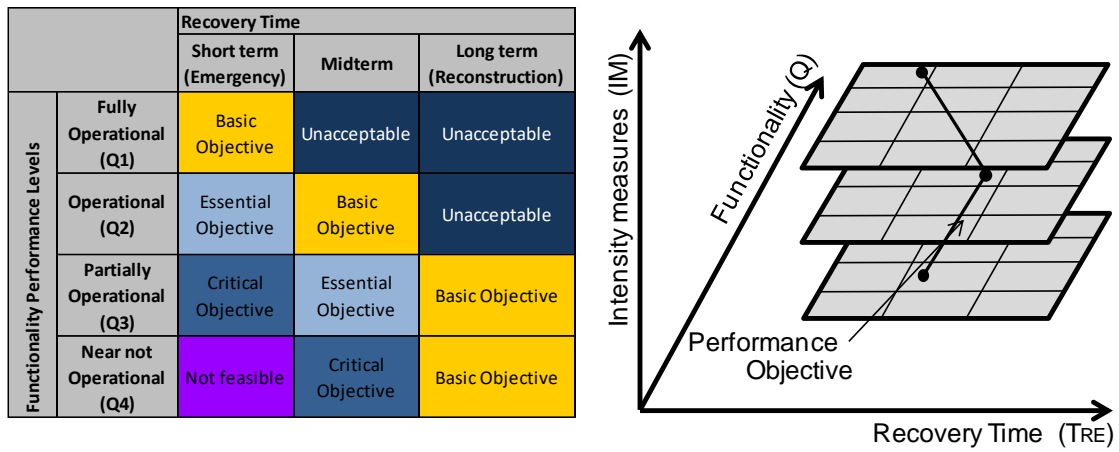 Recovery Time
Short term
(Emergency)
Midterm
Long term
(Reconstruction)
Functionality Performance Levels
Fully
Operational
(Q1)
Basic
Objective
Unacceptable
Unacceptable
Operational
(Q2)
Essential
Objective
Basic
Objective
Unacceptable
Partially
Operational
(Q3)
Critical
Objective
Essential
Objective
Basic Objective
Near not
Operational
(Q4)
Not feasible
Critical
Objective
Basic Objective
Intensity measures (IM)
Functionality (Q)
Performance
Objective
Recovery Time (TRE)